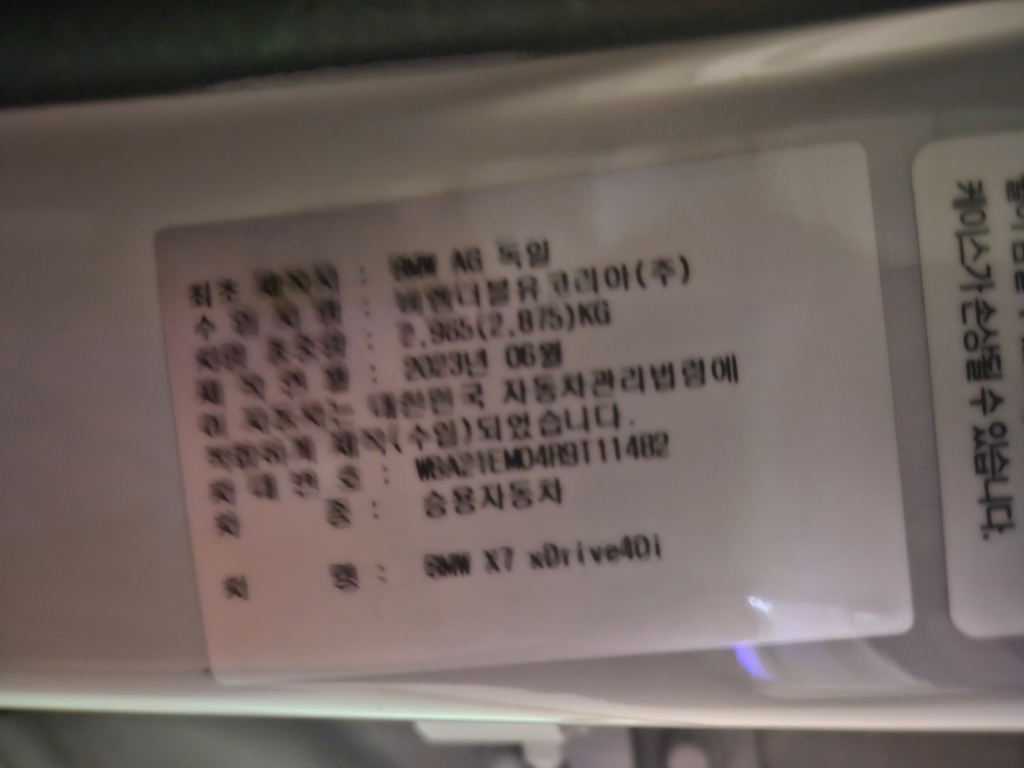 최초 제작자 : BMW AG 독일
수 입 자 명 : 비엠더블유코리아(주)
차량 총중량 : 2,965(2,875)KG
제 작 연 월 : 2023년 06월
이 자동차는 대한민국 자동차관리법령에
적합하게 제작(수입)되었습니다.
차 대 번 호 :
차 종 : 승용자동차
차 명 : BMW X7 xDrive40i
케이스가 손상될 수 있습니다.